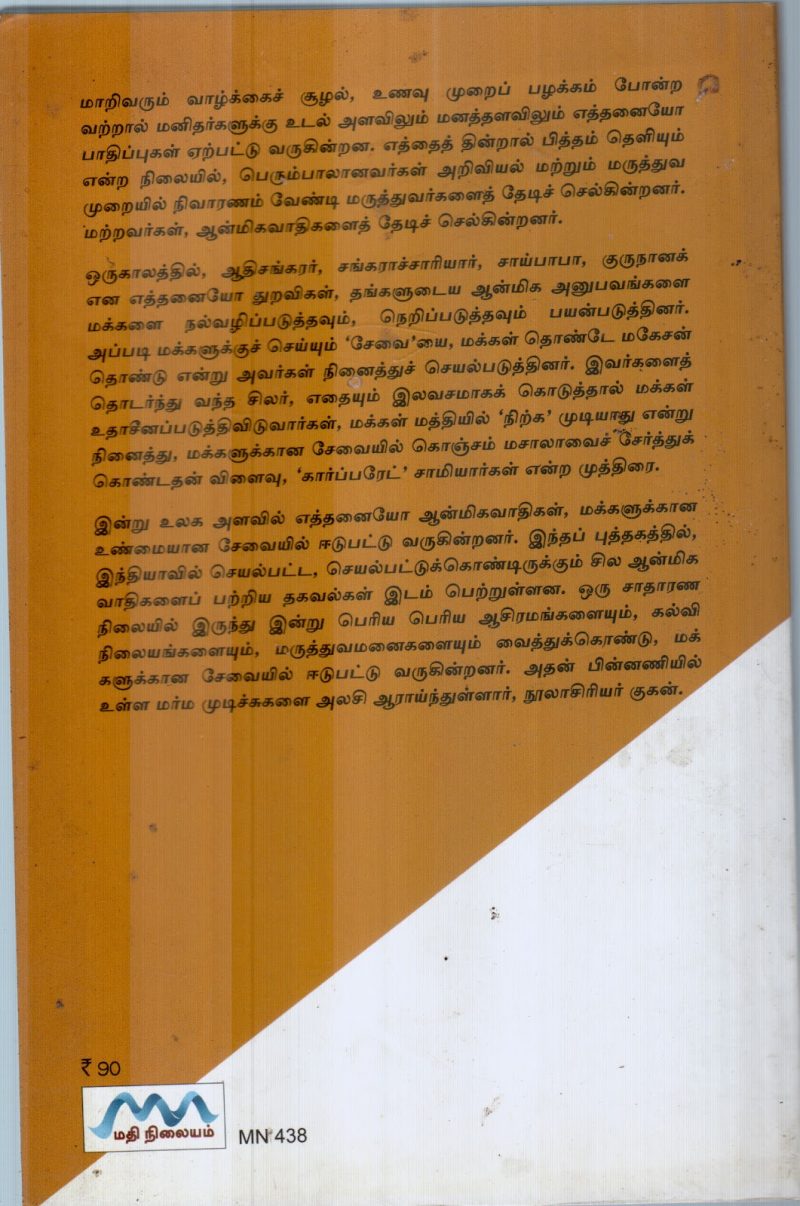 மாறிவரும் வாழ்க்கைச் சூழல், உணவு முறைப் பழக்கம் போன்ற
வற்றால் மனிதர்களுக்கு உடல் அளவிலும் மனத்தளவிலும் எத்தனையோ
பாதிப்புகள் ஏற்பட்டு வருகின்றன. எத்தைத் தின்றால் பித்தம் தெளியும்
என்ற நிலையில், பெரும்பாலானவர்கள் அறிவியல் மற்றும் மருத்துவ
முறையில் நிவாரணம் வேண்டி மருத்துவர்களைத் தேடிச் செல்கின்றனர்.
மற்றவர்கள், ஆன்மிகவாதிகளைத் தேடிச் செல்கின்றனர்.
ஒருகாலத்தில், ஆதிசங்கரர், சங்கராச்சாரியார், சாய்பாபா, குருநானக்
என எத்தனையோ துறவிகள், தங்களுடைய ஆன்மிக அனுபவங்களை
மக்களை நல்வழிப்படுத்தவும், நெறிப்படுத்தவும் பயன்படுத்தினர்.
அப்படி மக்களுக்குச் செய்யும் ‘சேவை’யை, மக்கள் தொண்டே மகேசன்
தொண்டு என்று அவர்கள் நினைத்துச் செயல்படுத்தினர். இவர்களைத்
தொடர்ந்து வந்த சிலர், எதையும் இலவசமாகக் கொடுத்தால் மக்கள்
உதாசீனப்படுத்திவிடுவார்கள், மக்கள் மத்தியில் ‘நிற்க’ முடியாது என்று
நினைத்து, மக்களுக்கான சேவையில் கொஞ்சம் மசாலாவைச் சேர்த்துக்
கொண்டதன் விளைவு, ‘கார்ப்பரேட்’ சாமியார்கள் என்ற முத்திரை.
இன்று உலக அளவில் எத்தனையோ ஆன்மிகவாதிகள், மக்களுக்கான
உண்மையான சேவையில் ஈடுபட்டு வருகின்றனர். இந்தப் புத்தகத்தில்,
இந்தியாவில் செயல்பட்ட, செயல்பட்டுக்கொண்டிருக்கும் சில ஆன்மிக
வாதிகளைப் பற்றிய தகவல்கள் இடம் பெற்றுள்ளன. ஒரு சாதாரண
நிலையில் இருந்து இன்று பெரிய பெரிய ஆசிரமங்களையும், கல்வி
நிலையங்களையும், மருத்துவமனைகளையும் வைத்துக்கொண்டு, மக்
களுக்கான சேவையில் ஈடுபட்டு வருகின்றனர். அதன் பின்னணியில்
உள்ள மர்ம முடிச்சுகளை அலசி ஆராய்ந்துள்ளார், நூலாசிரியர் குகன்.
₹ 90
மதி நிலையம்
MN 438